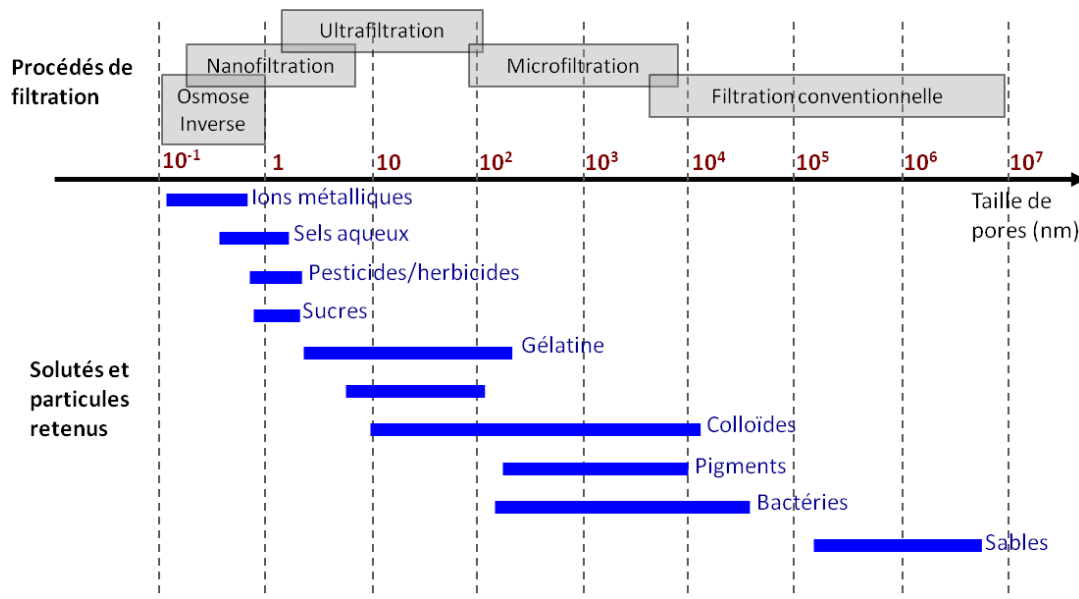 Ultrafiltration
Procédés de
filtration
Nanofiltration
Microfiltration
Osmose
Inverse
Filtration conventionnelle
10⁻¹ 1 10 10² 10³ 10⁴ 10⁵ 10⁶ 10⁷
Ions métalliques
Taille de
pores (nm)
Sels aqueux
Pesticides/herbicides
Sucres
Gélatine
Solutés et
particules
retenus
Colloïdes
Pigments
Bactéries
Sables